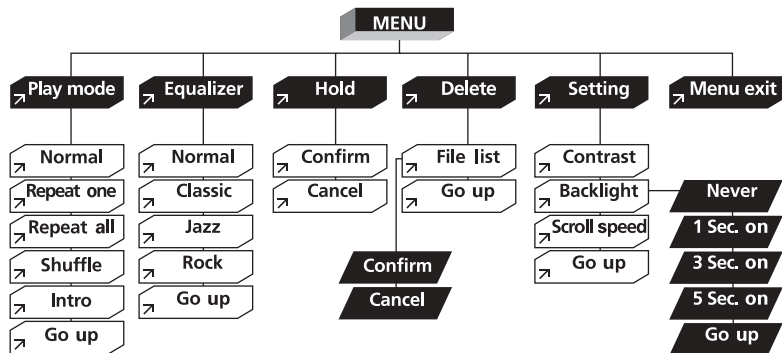 MENU
Play mode
Equalizer
Hold
Delete
Setting
Menu exit
Normal
Repeat one
Repeat all
Shuffle
Intro
Go up
Normal
Classic
Jazz
Rock
Go up
Confirm
Cancel
File list
Go up
Confirm
Cancel
Contrast
Backlight
Scroll speed
Go up
Never
1 Sec. on
3 Sec. on
5 Sec. on
Go up